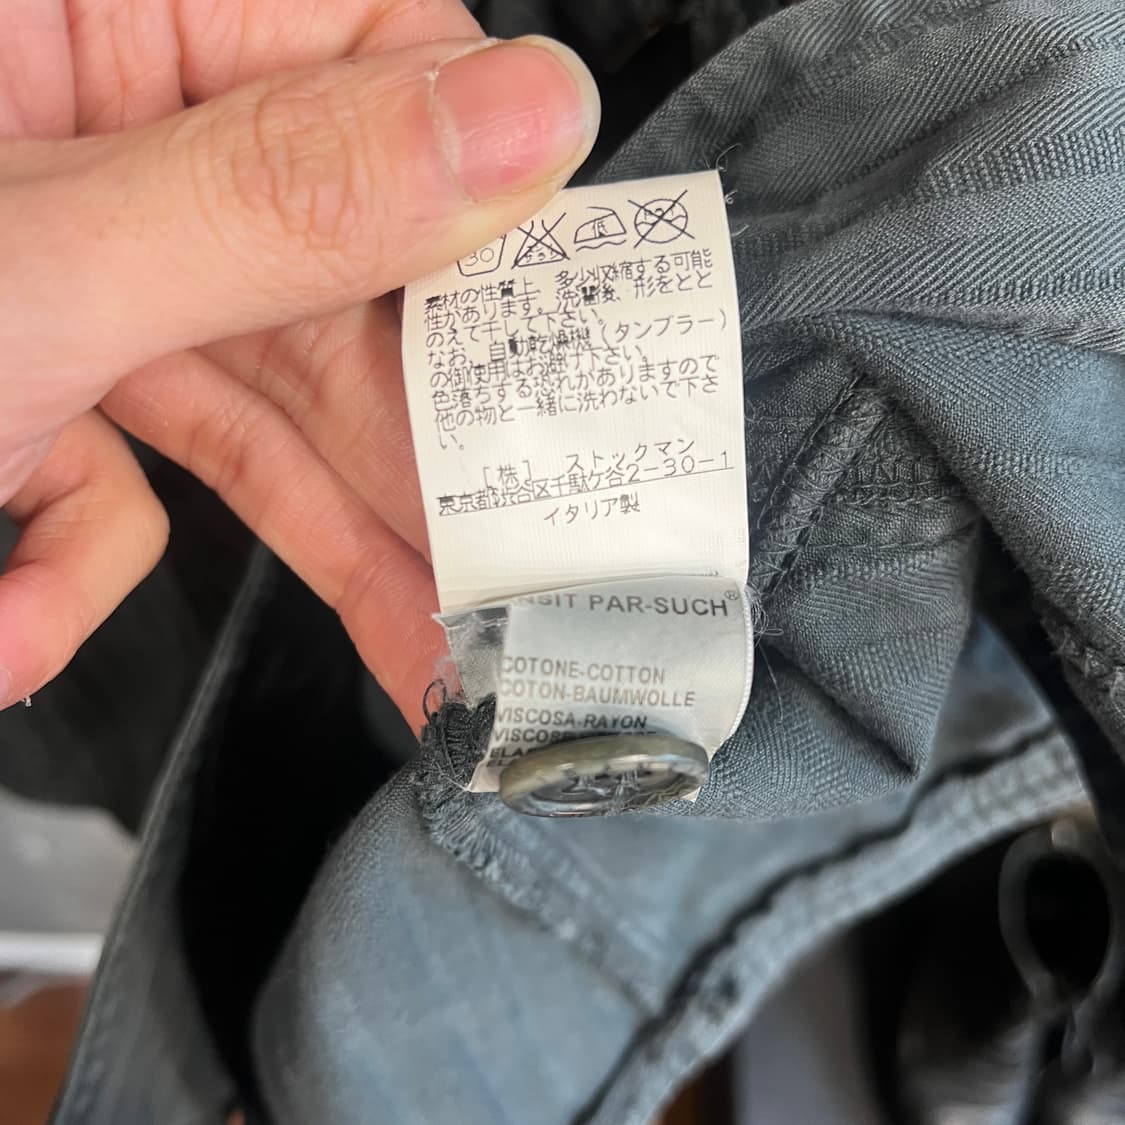 30
低
素材の性質上、多少収縮する可能
性があります。洗濯後、形をとと
のえて干して下さい。
なお、自動乾燥機(タンブラー)
の御使用はお避け下さい。
色落ちする恐れがありますので
他の物と一緒に洗わないで下さ
い。
[株] ストックマン
東京都渋谷区千駄ケ谷2-30-1
イタリア製
PAR-SUCH®
COTONE-COTTON
COTON-BAUMWOLLE
VISCOSA-RAYON